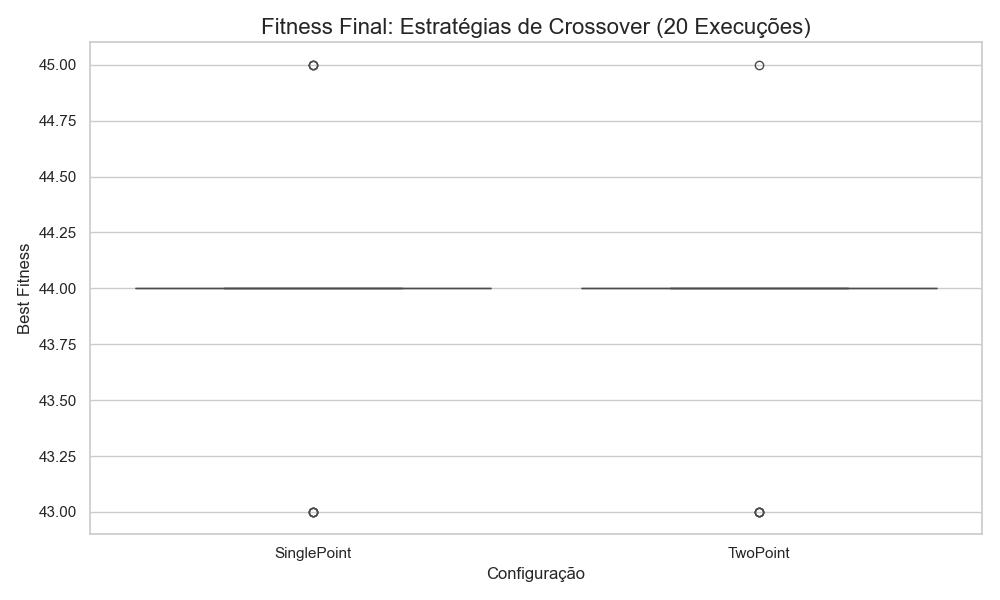 Fitness Final: Estratégias de Crossover (20 Execuções)
45.00
44.75
44.50
44.25
44.00
43.75
43.50
43.25
43.00
Best Fitness
SinglePoint
TwoPoint
Configuração